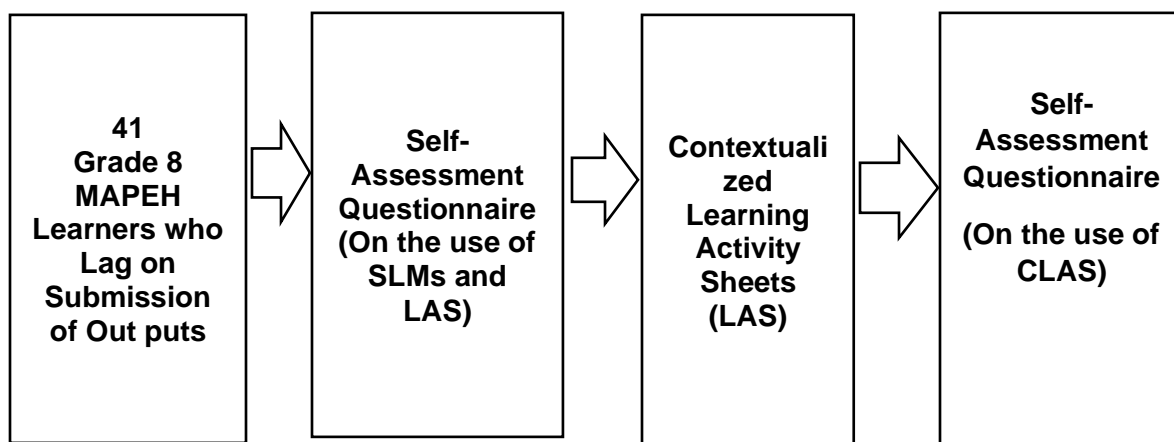 41
Grade 8
MAPEH
Learners who
Lag on
Submission
of Out puts
Self-
Assessment
Questionnaire
(On the use of
SLMs and
LAS)
Contextuali
zed
Learning
Activity
Sheets
(LAS)
Self-
Assessment
Questionnaire
(On the use of
CLAS)